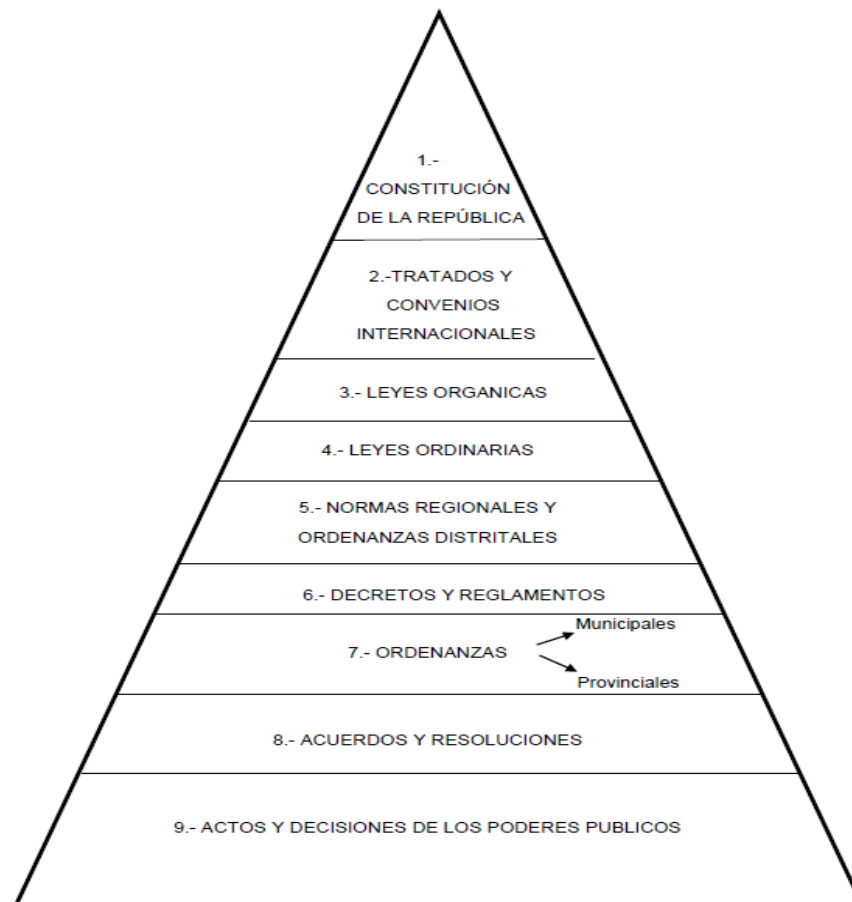 1.-
CONSTITUCIÓN
DE LA REPÚBLICA
2.-TRATADOS Y
CONVENIOS
INTERNACIONALES
3.- LEYES ORGANICAS
4.- LEYES ORDINARIAS
5.- NORMAS REGIONALES Y
ORDENANZAS DISTRITALES
6.- DECRETOS Y REGLAMENTOS
Municipales
7.- ORDENANZAS
Provinciales
8.- ACUERDOS Y RESOLUCIONES
9.- ACTOS Y DECISIONES DE LOS PODERES PUBLICOS